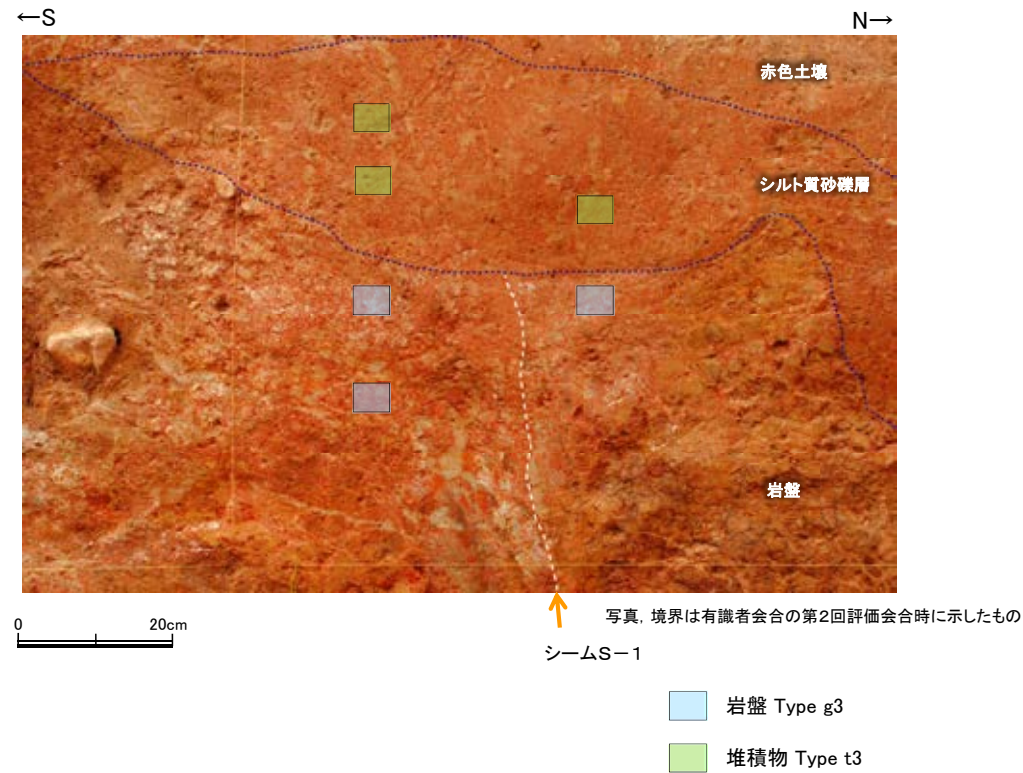 ←S
N→
赤色土壌
シルト質砂礫層
岩盤
0 20cm
写真，境界は有識者会合の第2回評価会合時に示したもの
シームS－1
岩盤 Type g3
堆積物 Type t3